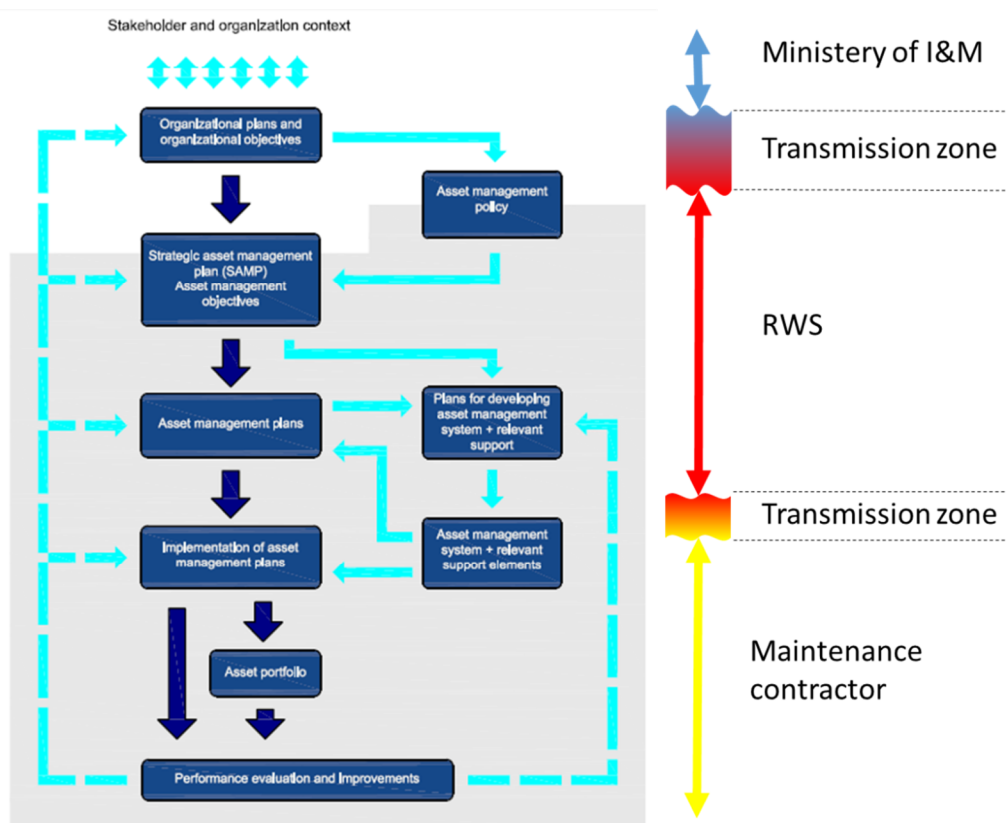 Stakeholder and organization context
Organizational plans and
organizational objectives
Asset management
policy
Strategic asset management
plan (SAMP)
Asset management
objectives
Asset management plans
Plans for developing
asset management
system + relevant
support
Implementation of asset
management plans
Asset management
system + relevant
support elements
Asset portfolio
Performance evaluation and improvements
Ministery of I&M
Transmission zone
RWS
Transmission zone
Maintenance
contractor